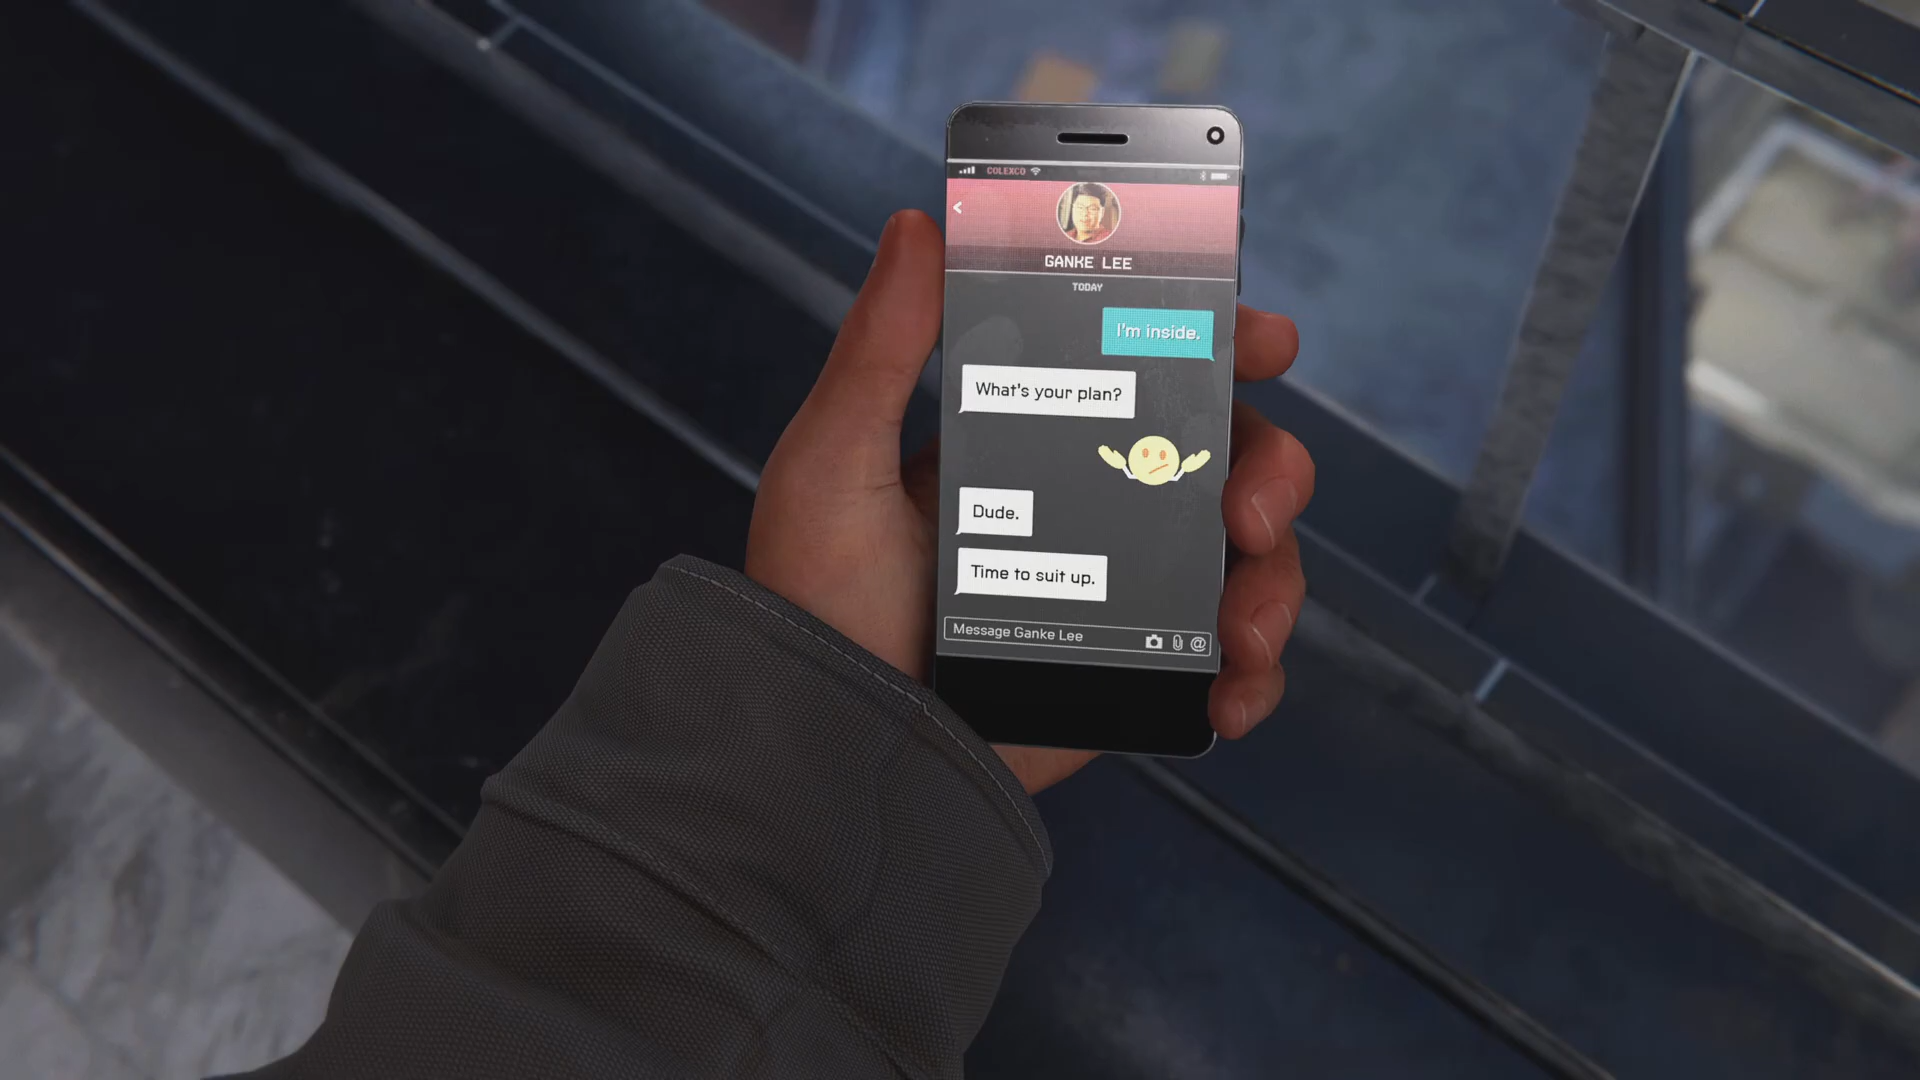 COLEXCO
GANKE LEE
TODAY
I'm inside.
What's your plan?
Dude.
Time to suit up.
Message Ganke Lee